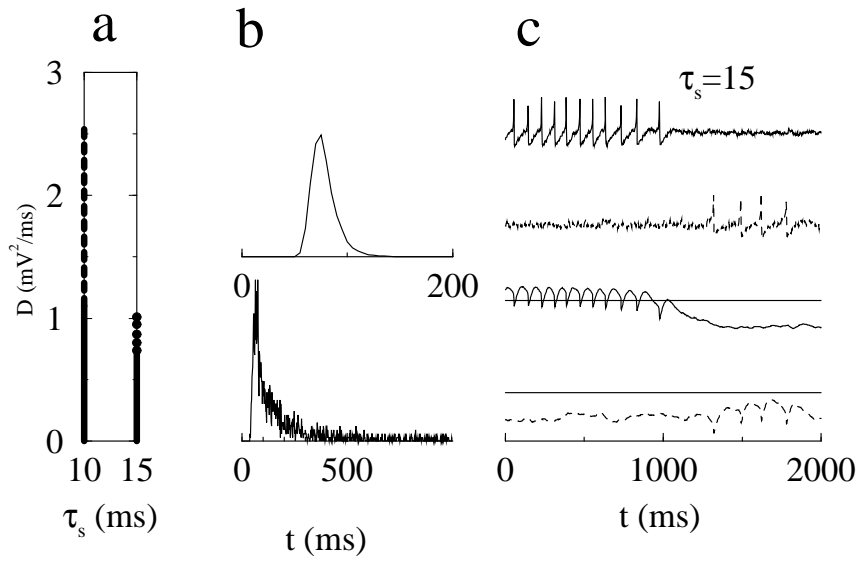 a
b
c
3
2
1
0
D (mV²/ms)
10 15
τₛ (ms)
0 200
0 500
t (ms)
τₛ=15
0 1000 2000
t (ms)